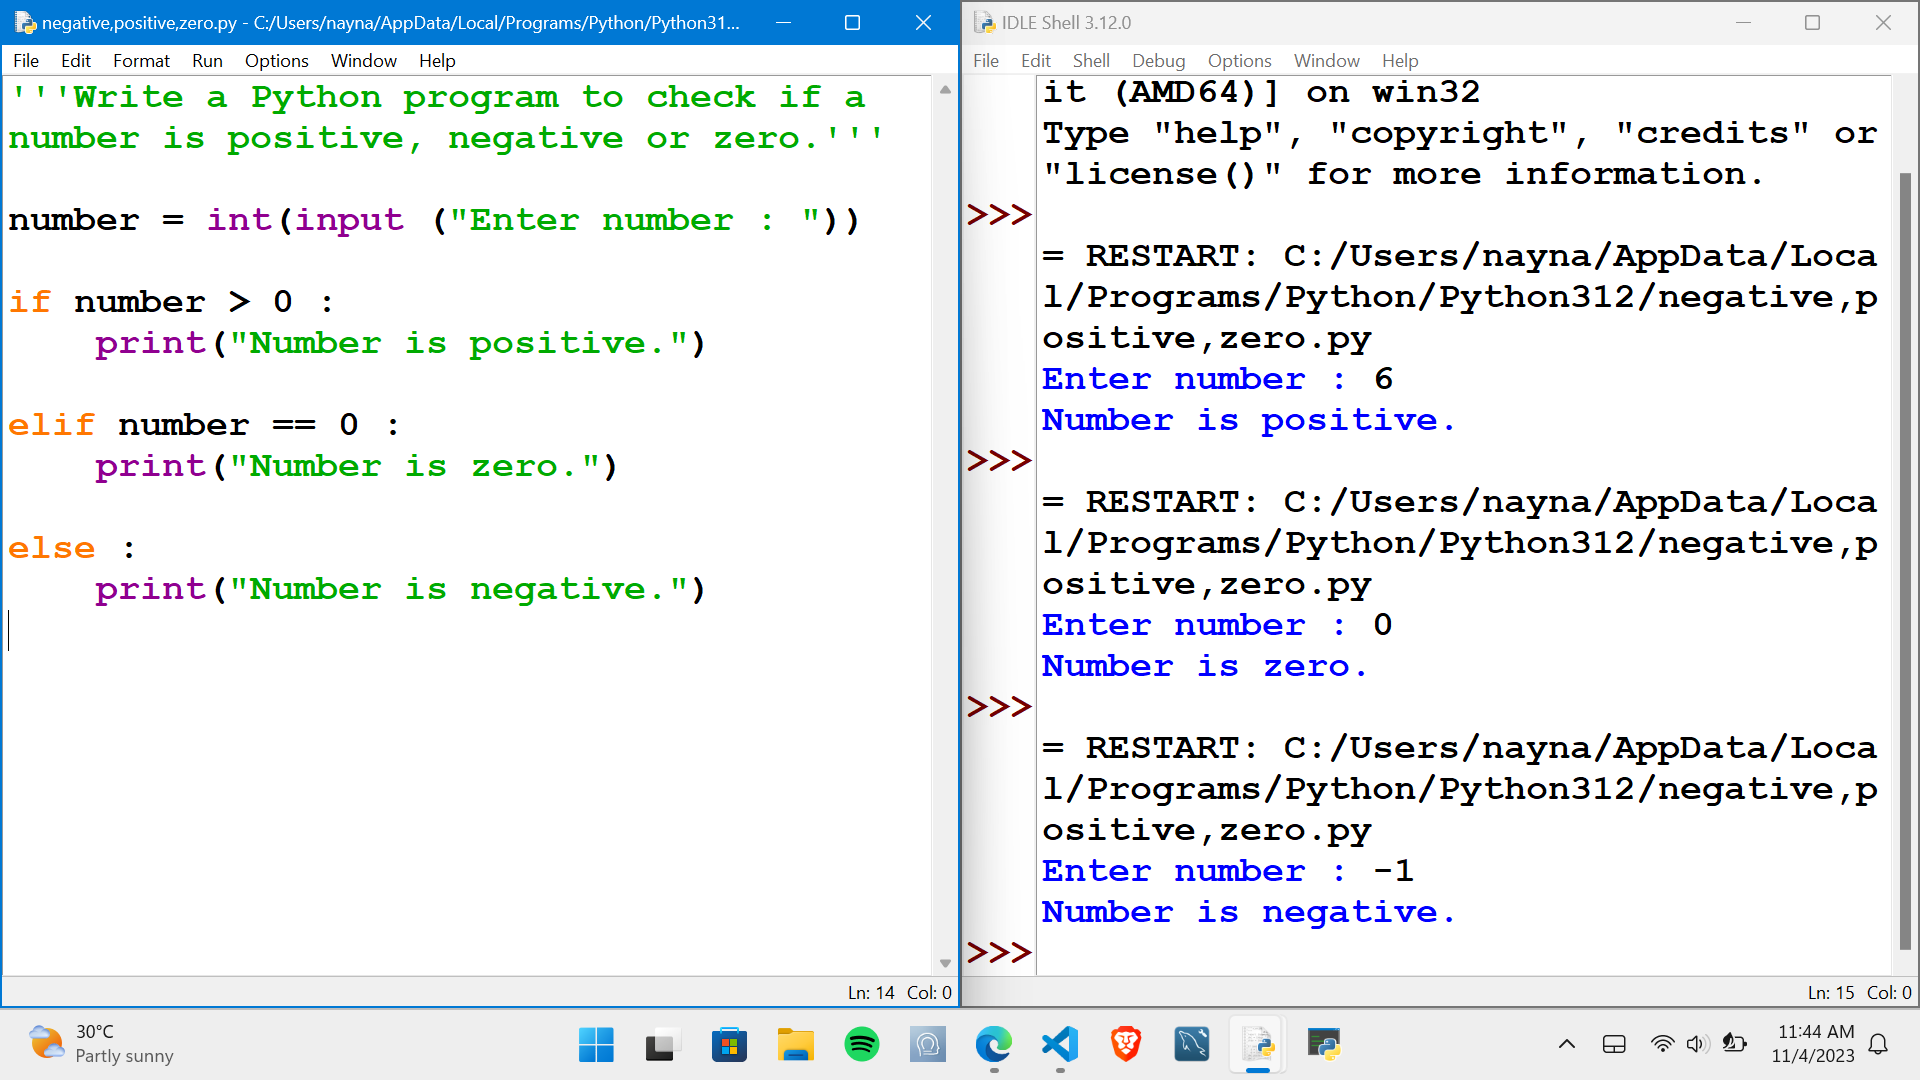 negative,positive,zero.py - C:/Users/nayna/AppData/Local/Programs/Python/Python31...
File Edit Format Run Options Window Help
'''Write a Python program to check if a
number is positive, negative or zero.'''
number = int(input ("Enter number : "))
if number > 0 :
print("Number is positive.")
elif number == 0 :
print("Number is zero.")
else :
print("Number is negative.")
Ln: 14 Col: 0
IDLE Shell 3.12.0
File Edit Shell Debug Options Window Help
it (AMD64)] on win32
Type "help", "copyright", "credits" or
"license()" for more information.
>>>
= RESTART: C:/Users/nayna/AppData/Loca
l/Programs/Python/Python312/negative,p
ositive,zero.py
Enter number : 6
Number is positive.
>>>
= RESTART: C:/Users/nayna/AppData/Loca
l/Programs/Python/Python312/negative,p
ositive,zero.py
Enter number : 0
Number is zero.
>>>
= RESTART: C:/Users/nayna/AppData/Loca
l/Programs/Python/Python312/negative,p
ositive,zero.py
Enter number : -1
Number is negative.
>>>
Ln: 15 Col: 0
30°C
Partly sunny
11:44 AM
11/4/2023